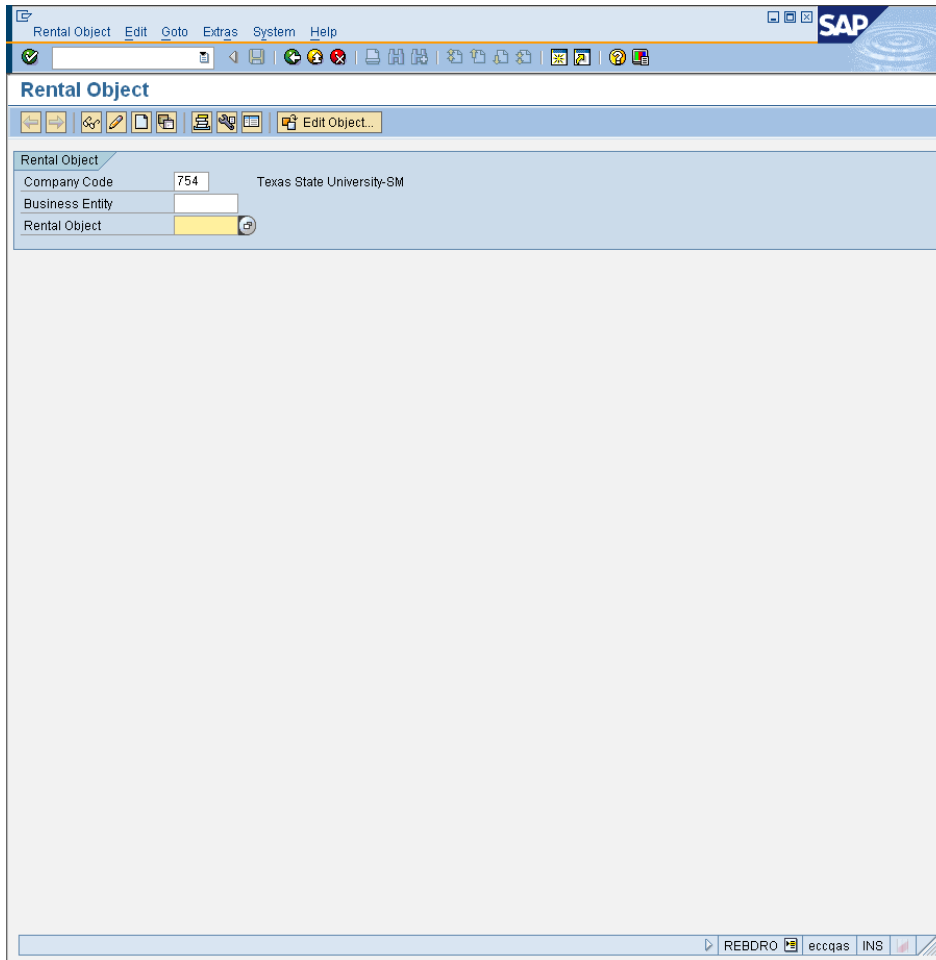 Rental Object Edit Goto Extras System Help
SAP
Rental Object
Edit Object...
Rental Object
Company Code 754 Texas State University-SM
Business Entity
Rental Object
REBDRO eccqas INS